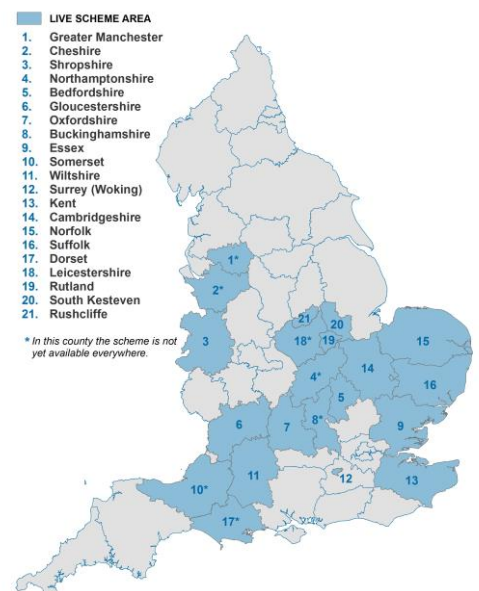 LIVE SCHEME AREA
1. Greater Manchester
2. Cheshire
3. Shropshire
4. Northamptonshire
5. Bedfordshire
6. Gloucestershire
7. Oxfordshire
8. Buckinghamshire
9. Essex
10. Somerset
11. Wiltshire
12. Surrey (Woking)
13. Kent
14. Cambridgeshire
15. Norfolk
16. Suffolk
17. Dorset
18. Leicestershire
19. Rutland
20. South Kesteven
21. Rushcliffe
* In this county the scheme is not
yet available everywhere.
1*
2*
3
21
20
18*
19
15
4*
14
16
5
6
7
8*
9
12
13
10*
11
17*